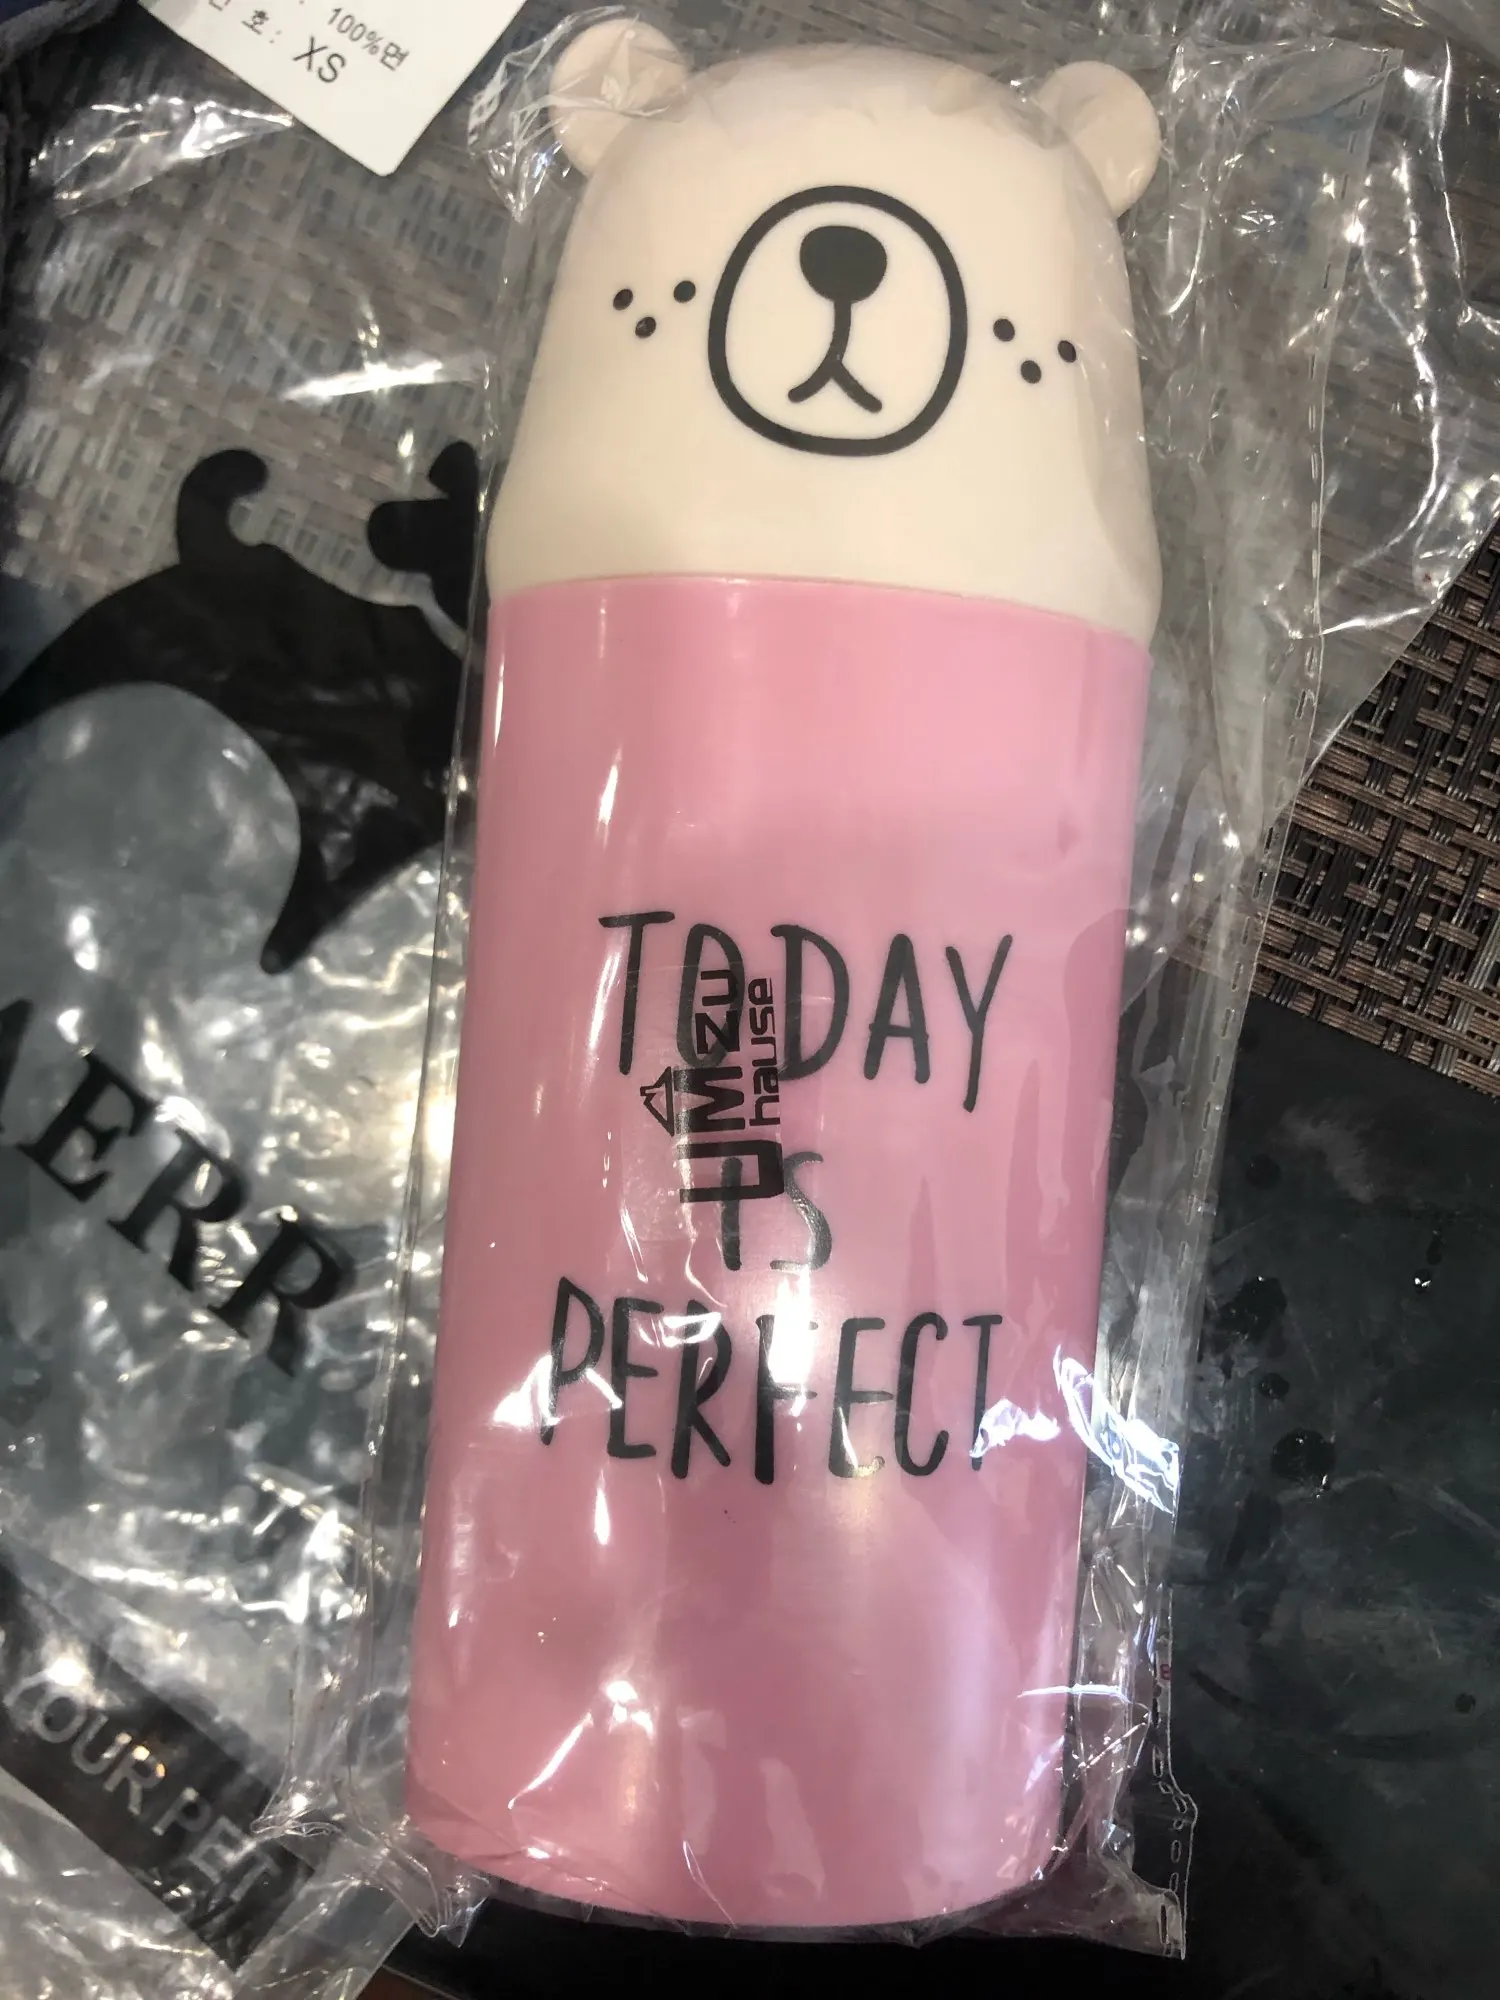 100%면
호: XS
TODAY
UMZU
hause
IS
PERFECT
ERR
YOUR PET